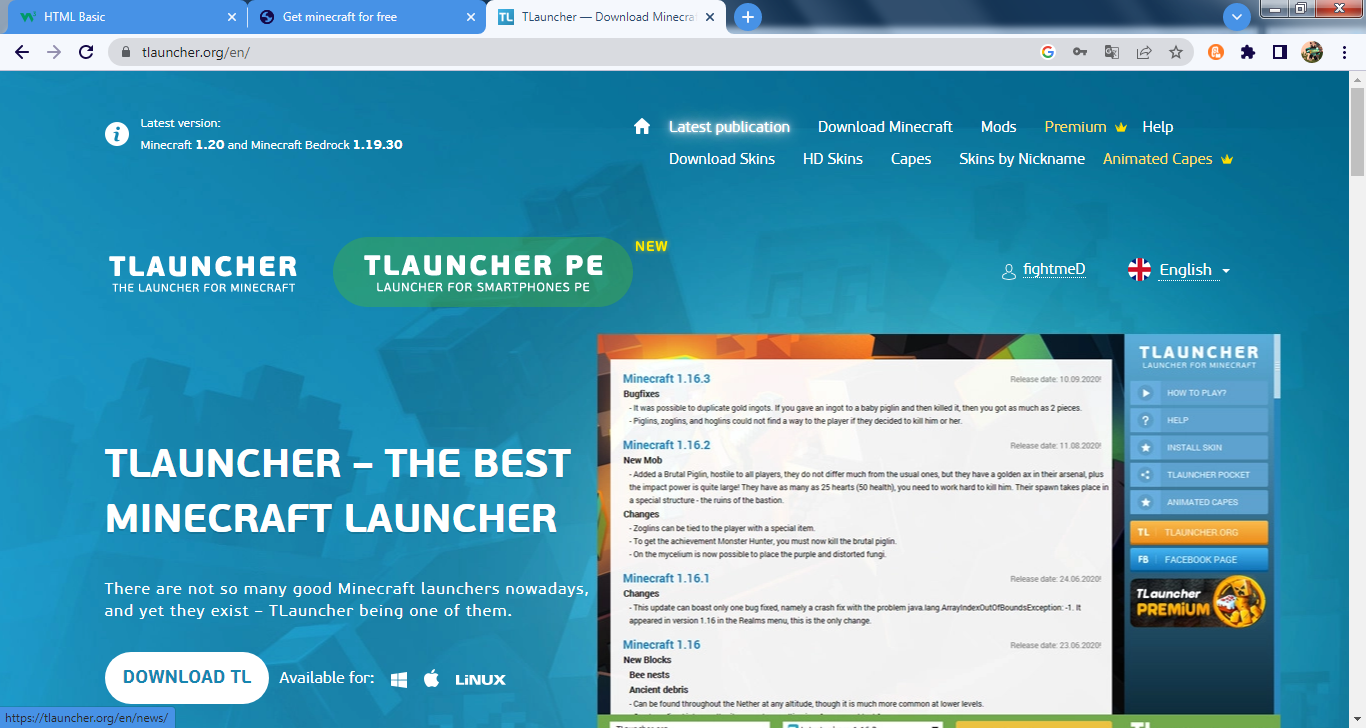 HTML Basic
Get minecraft for free
TLauncher — Download Minecra
tlauncher.org/en/
Latest version:
Minecraft 1.20 and Minecraft Bedrock 1.19.30
Latest publication Download Minecraft Mods Premium Help
Download Skins HD Skins Capes Skins by Nickname Animated Capes
TLAUNCHER
THE LAUNCHER FOR MINECRAFT
TLAUNCHER PE
LAUNCHER FOR SMARTPHONES PE
NEW
fightmeD
English
TLAUNCHER – THE BEST
MINECRAFT LAUNCHER
There are not so many good Minecraft launchers nowadays,
and yet they exist – TLauncher being one of them.
DOWNLOAD TL
Available for:
LiNUX
Minecraft 1.16.3 Release date: 10.09.2020!
Bugfixes
- It was possible to duplicate gold ingots. If you gave an ingot to a baby piglin and then killed it, then you got as much as 2 pieces.
- Piglins, zoglins, and hoglins could not find a way to the player if they decided to kill him or her.
Minecraft 1.16.2 Release date: 11.08.2020!
New Mob
- Added a Brutal Piglin, hostile to all players, they do not differ much from the usual ones, but they have a golden ax in their arsenal, plus
the impact power is quite large! They have as many as 25 hearts (50 health), you need to work hard to kill him. Their spawn takes place in
a special structure - the ruins of the bastion.
Changes
- Zoglins can be tied to the player with a special item.
- To get the achievement Monster Hunter, you must now kill the brutal piglin.
- On the mycelium is now possible to place the purple and distorted fungi.
Minecraft 1.16.1 Release date: 24.06.2020!
Changes
- This update can boast only one bug fixed, namely a crash fix with the problem java.lang.ArrayIndexOutOfBoundsException: -1. It
appeared in version 1.16 in the Realms menu, this is the only change.
Minecraft 1.16 Release date: 23.06.2020!
New Blocks
Bee nests
Ancient debris
- Can be found throughout the Nether at any altitude, though it is much more common at lower levels.
TLAUNCHER
LAUNCHER FOR MINECRAFT
HOW TO PLAY?
HELP
INSTALL SKIN
TLAUNCHER POCKET
ANIMATED CAPES
TL TLAUNCHER.ORG
FB FACEBOOK PAGE
TLauncher
PREMIUM
https://tlauncher.org/en/news/